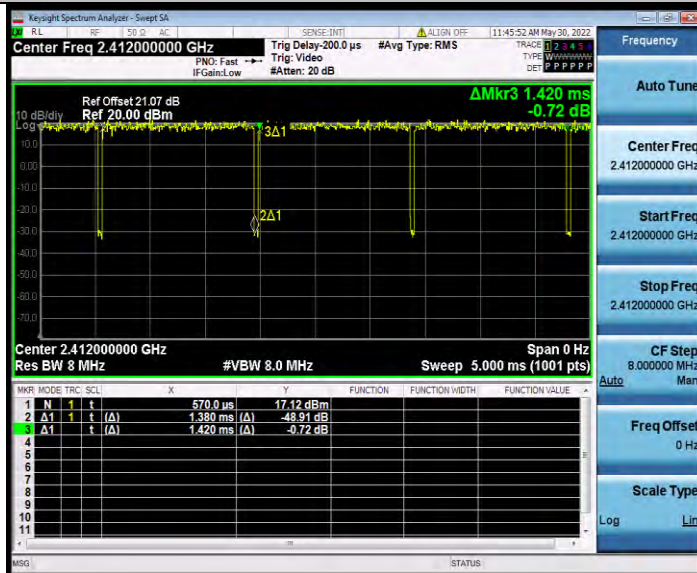 Keysight Spectrum Analyzer - Swept SA
RL RF 50 Ω AC SENSE:INT ALIGN OFF 11:45:52 AM May 30, 2022
Center Freq 2.412000000 GHz
PNO: Fast
IFGain:Low
Trig Delay-200.0 µs
Trig: Video
#Atten: 20 dB
#Avg Type: RMS
TRACE 1 2 3 4 5 6
TYPE
DET P P P P P P
Frequency
Auto Tune
Center Freq
2.412000000 GHz
Start Freq
2.412000000 GHz
Stop Freq
2.412000000 GHz
CF Step
8.000000 MHz
Auto Man
Freq Offset
0 Hz
Scale Type
Log Lin
ΔMkr3 1.420 ms
-0.72 dB
Ref Offset 21.07 dB
10 dB/div Ref 20.00 dBm
Log
3Δ1
2Δ1
10.0
0.00
-10.0
-20.0
-30.0
-40.0
-50.0
-60.0
-70.0
Center 2.412000000 GHz Span 0 Hz
Res BW 8 MHz #VBW 8.0 MHz Sweep 5.000 ms (1001 pts)
MKR MODE TRC SCL X Y FUNCTION FUNCTION WIDTH FUNCTION VALUE
1 N 1 t 570.0 µs 17.12 dBm
2 Δ1 1 t (Δ) 1.380 ms (Δ) -48.91 dB
3 Δ1 t (Δ) 1.420 ms (Δ) -0.72 dB
4
5
6
7
8
9
10
11
MSG STATUS